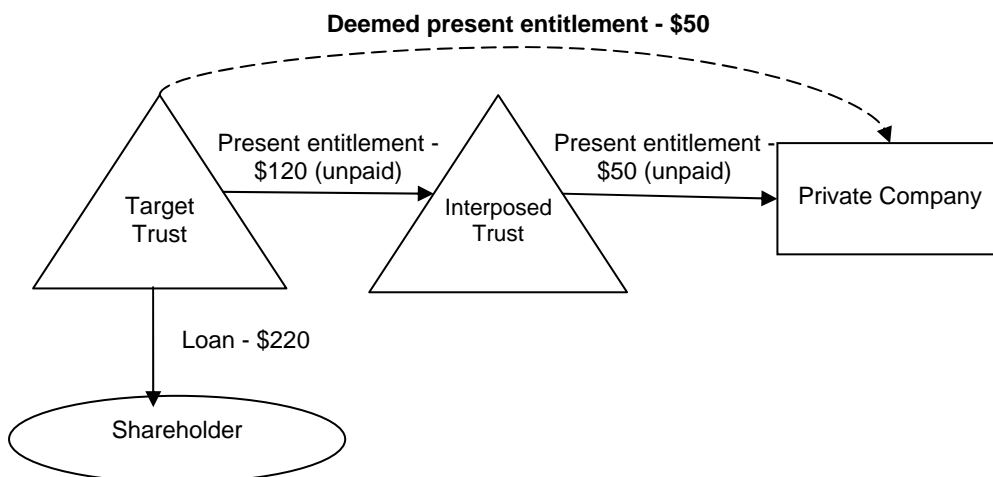 Deemed present entitlement - $50
Present entitlement -
$120 (unpaid)
Present entitlement -
$50 (unpaid)
Target
Trust
Interposed
Trust
Private Company
Loan - $220
Shareholder